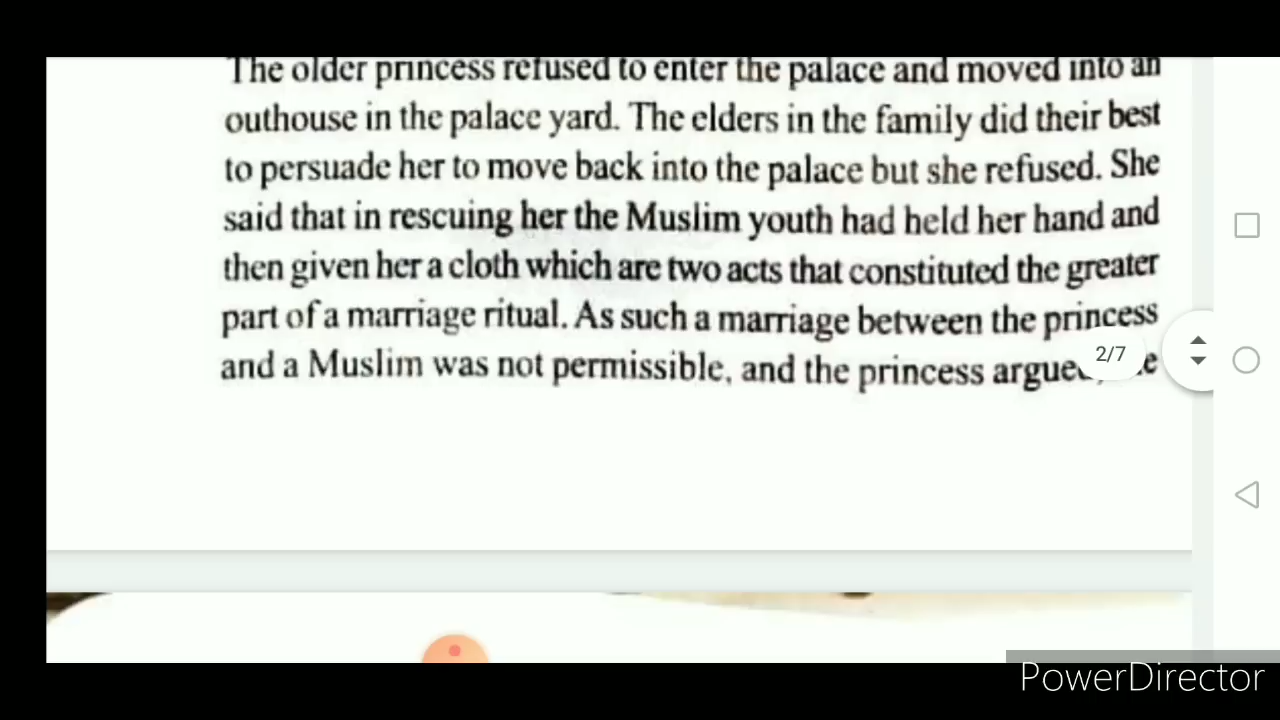 The older princess refused to enter the palace and moved into an
outhouse in the palace yard. The elders in the family did their best
to persuade her to move back into the palace but she refused. She
said that in rescuing her the Muslim youth had held her hand and
then given her a cloth which are two acts that constituted the greater
part of a marriage ritual. As such a marriage between the princess
and a Muslim was not permissible, and the princess
2/7
PowerDirector